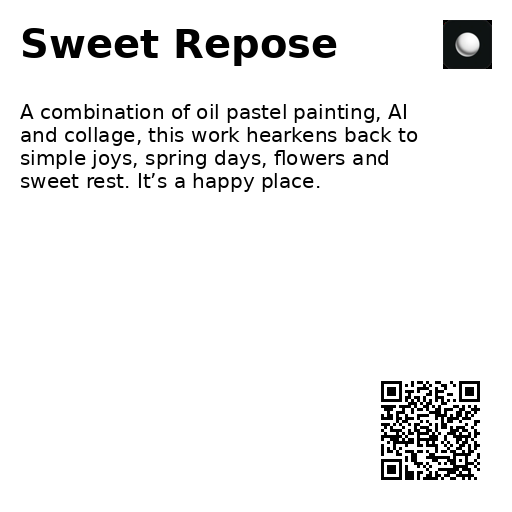 Sweet Repose
A combination of oil pastel painting, AI
and collage, this work hearkens back to
simple joys, spring days, flowers and
sweet rest. It’s a happy place.